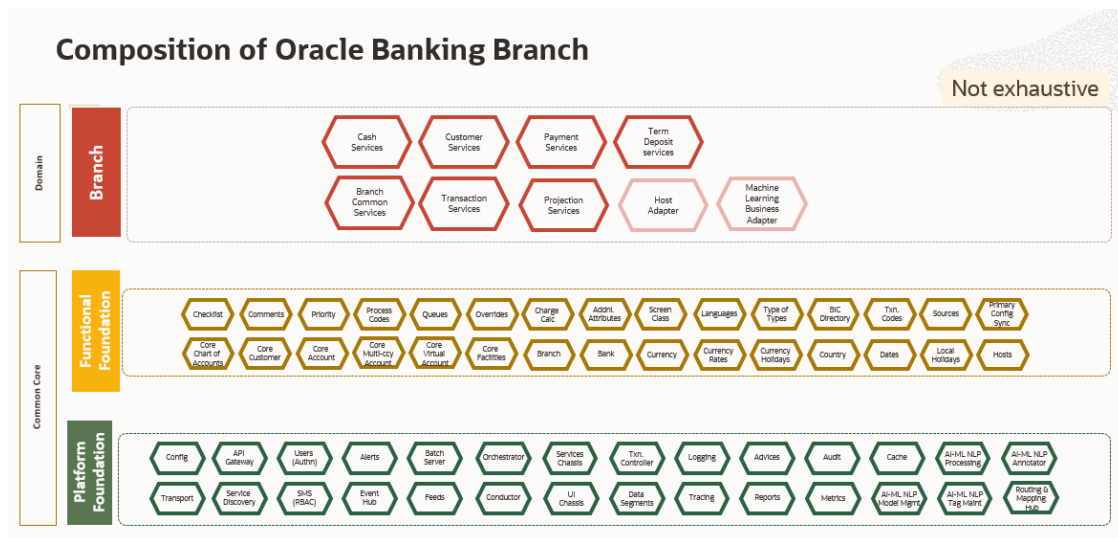 Composition of Oracle Banking Branch
Not exhaustive
Domain
Branch
Cash
Services
Customer
Services
Payment
Services
Term
Deposit
services
Branch
Common
Services
Transaction
Services
Projection
Services
Host
Adapter
Machine
Learning
Business
Adapter
Common Core
Functional
Foundation
Checklist
Comments
Priority
Process
Codes
Queues
Overrides
Charge
Calc
Addnl.
Attributes
Screen
Class
Languages
Type of
Types
BIC
Directory
Txn.
Codes
Sources
Primary
Config
Sync
Core
Chart of
Accounts
Core
Customer
Core
Account
Core
Multi-ccy
Account
Core
Virtual
Account
Core
Facilities
Branch
Bank
Currency
Currency
Rates
Currency
Holidays
Country
Dates
Local
Holidays
Hosts
Platform
Foundation
Config
API
Gateway
Users
(Authn)
Alerts
Batch
Server
Orchestrator
Services
Chassis
Txn.
Controller
Logging
Advices
Audit
Cache
AI-ML NLP
Processing
AI-ML NLP
Annotator
Transport
Service
Discovery
SMS
(RBAC)
Event
Hub
Feeds
Conductor
UI
Chassis
Data
Segments
Tracing
Reports
Metrics
AI-ML NLP
Model Mgmt
AI-ML NLP
Tag Maint
Routing &
Mapping
Hub